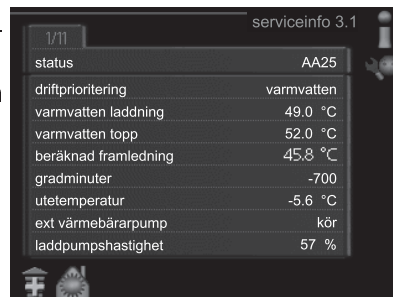 serviceinfo 3.1
1/11
status AA25
driftprioritering varmvatten
varmvatten laddning 49.0 °C
varmvatten topp 52.0 °C
beräknad framledning 45.8 °C
gradminuter -700
utetemperatur -5.6 °C
ext värmebärarpump kör
laddpumpshastighet 57 %